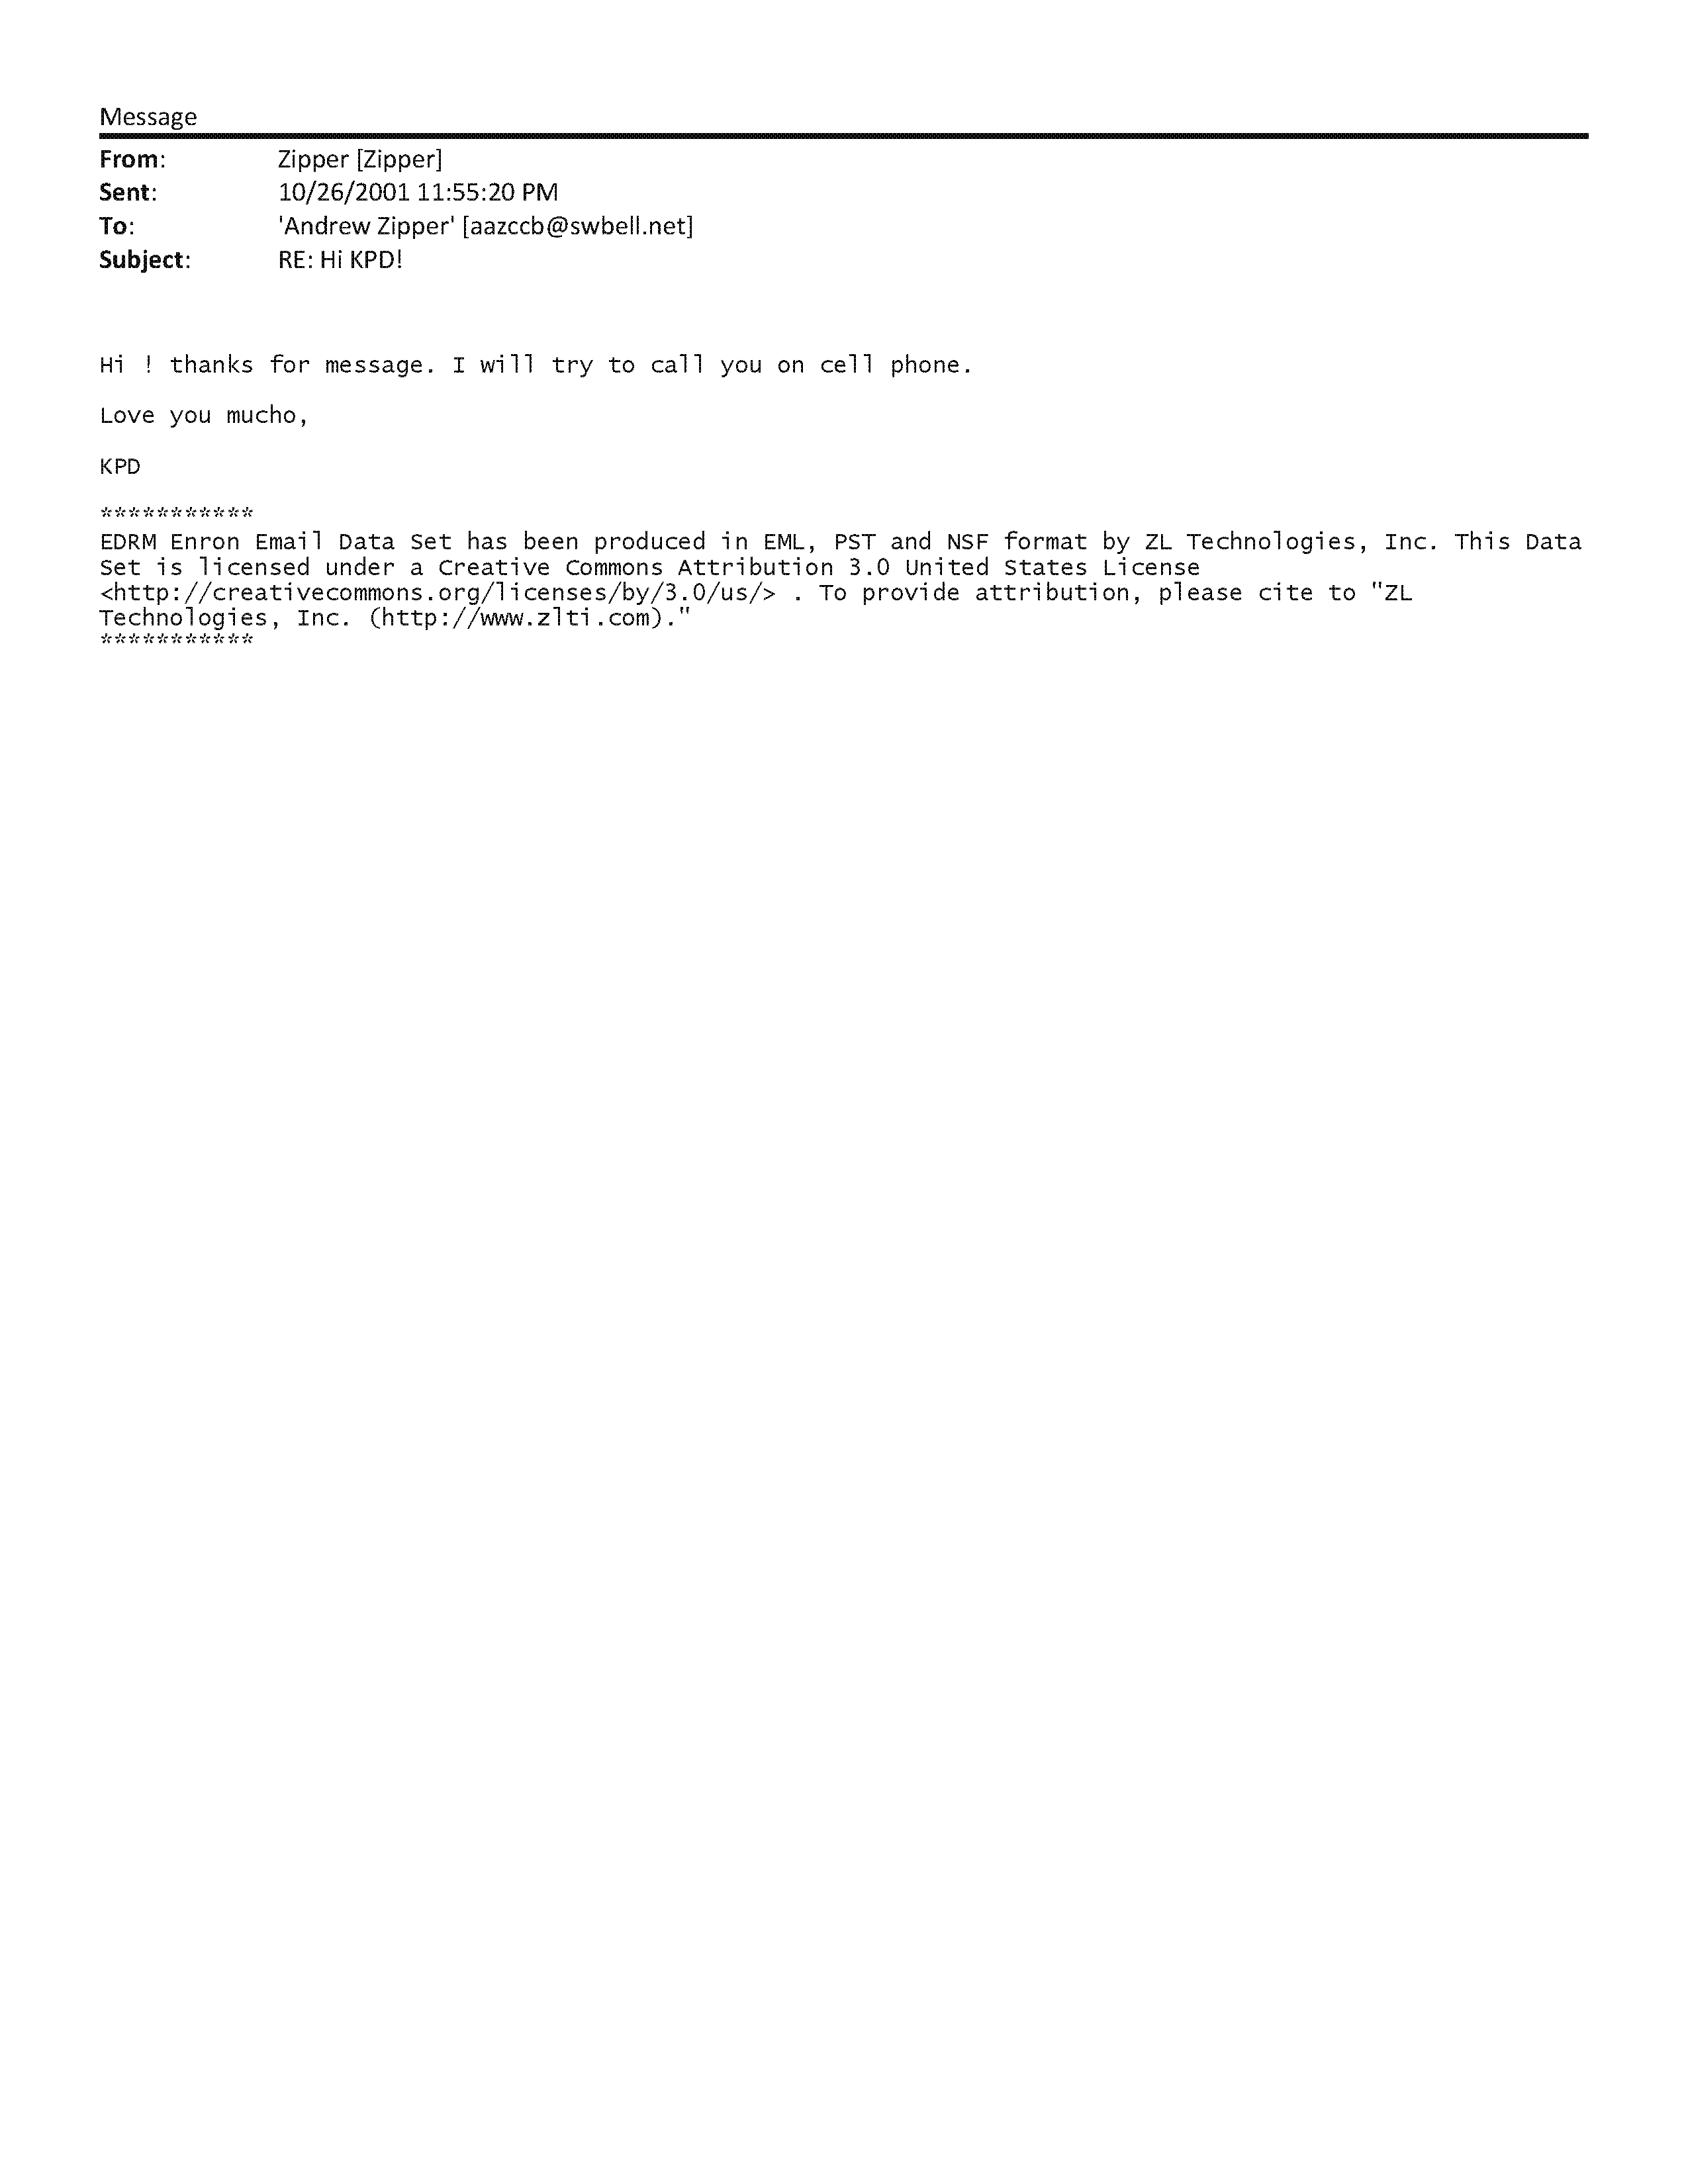 Message
From: Zipper [Zipper]
Sent: 10/26/2001 11:55:20 PM
To: 'Andrew Zipper' [aazccb@swbell.net]
Subject: RE: Hi KPD!
Hi ! thanks for message. I will try to call you on cell phone.
Love you mucho,
KPD
***********
EDRM Enron Email Data Set has been produced in EML, PST and NSF format by ZL Technologies, Inc. This Data
Set is licensed under a Creative Commons Attribution 3.0 United States License
<http://creativecommons.org/licenses/by/3.0/us/> . To provide attribution, please cite to "ZL
Technologies, Inc. (http://www.zlti.com)."
***********